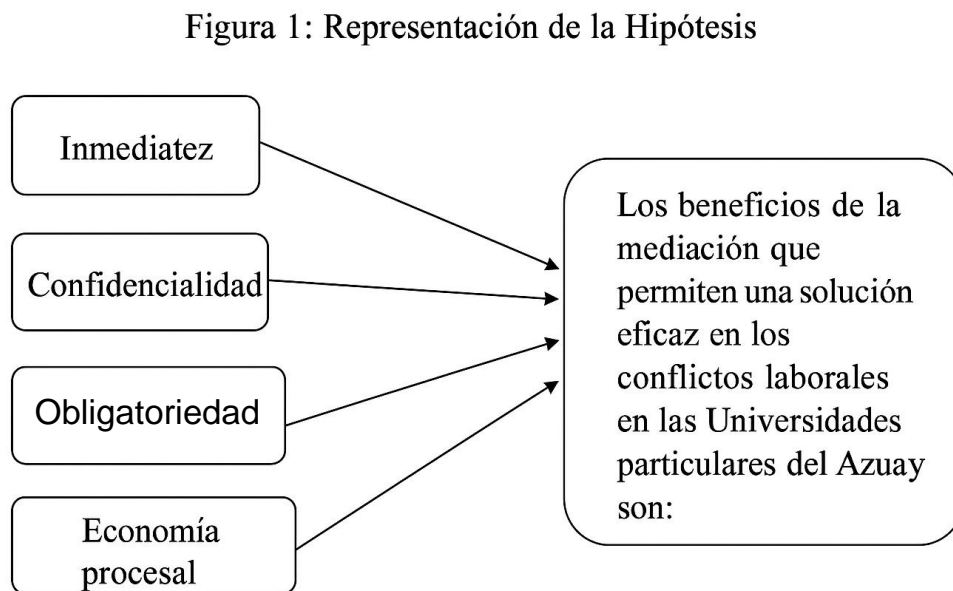 Figura 1: Representación de la Hipótesis
Inmediatez
Confidencialidad
Obligatoriedad
Economía
procesal
Los beneficios de la
mediación que
permiten una solución
eficaz en los
conflictos laborales
en las Universidades
particulares del Azuay
son: